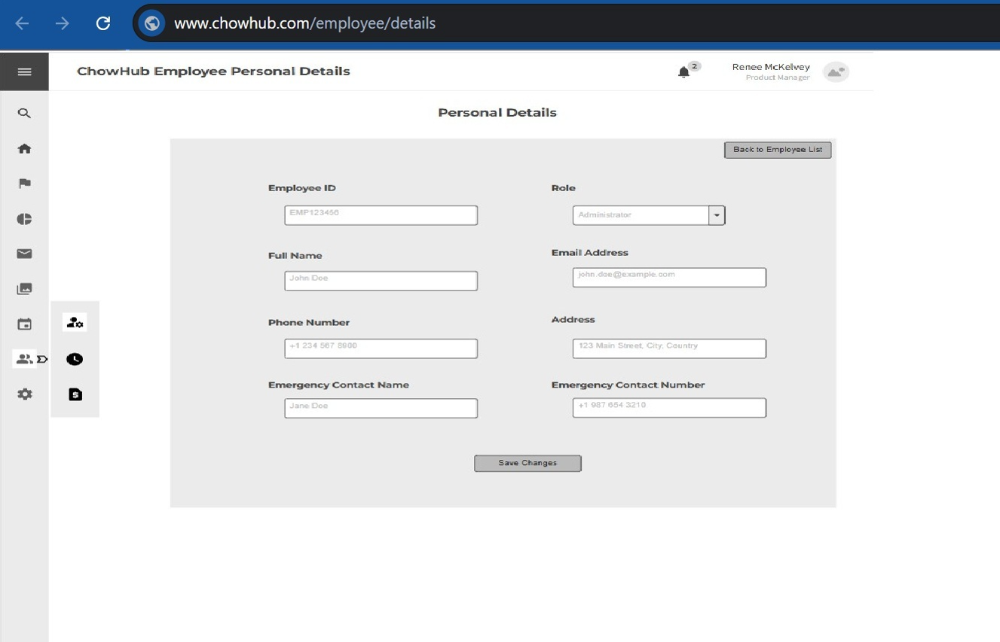 www.chowhub.com/employee/details
ChowHub Employee Personal Details
2
Renee McKelvey
Product Manager
Personal Details
Back to Employee List
Employee ID
EMP123456
Role
Administrator
Full Name
John Doe
Email Address
john.doe@example.com
Phone Number
+1 234 567 8900
Address
123 Main Street, City, Country
Emergency Contact Name
Jane Doe
Emergency Contact Number
+1 987 654 3210
Save Changes